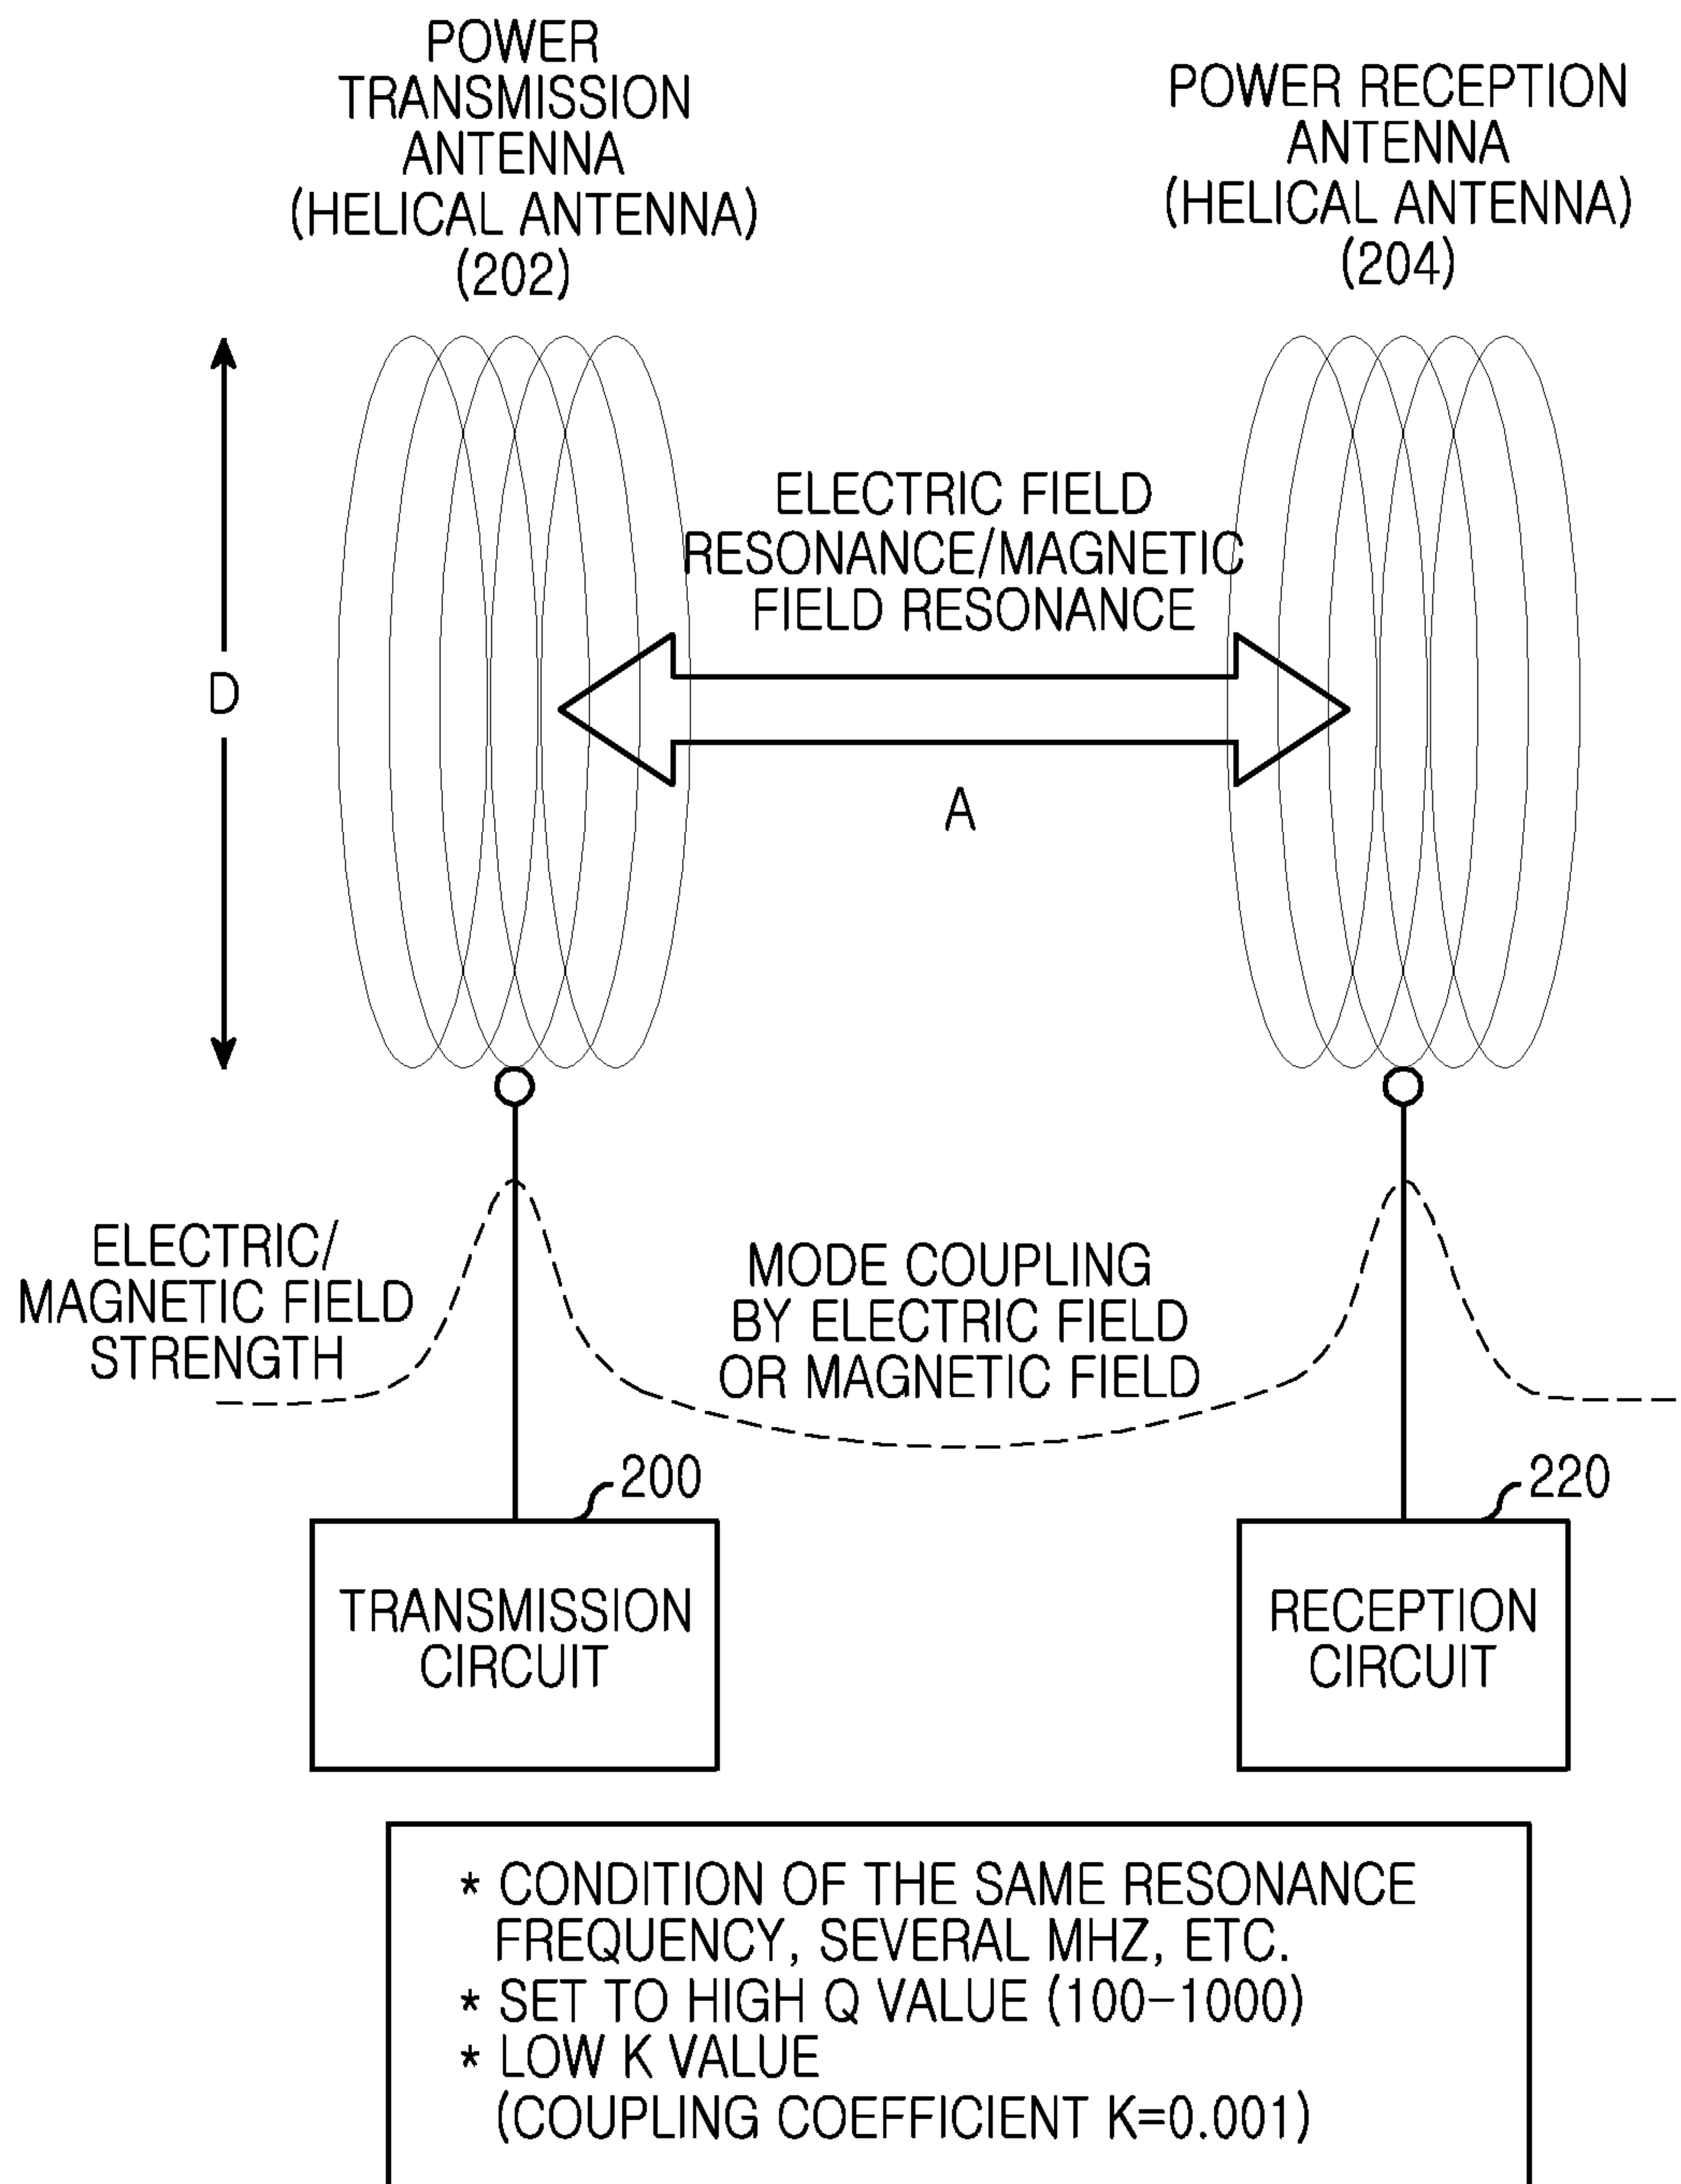 POWER
TRANSMISSION
ANTENNA
(HELICAL ANTENNA)
(202)
POWER RECEPTION
ANTENNA
(HELICAL ANTENNA)
(204)
ELECTRIC FIELD
RESONANCE/MAGNETIC
FIELD RESONANCE
D
A
ELECTRIC/
MAGNETIC FIELD
STRENGTH
MODE COUPLING
BY ELECTRIC FIELD
OR MAGNETIC FIELD
200
220
TRANSMISSION
CIRCUIT
RECEPTION
CIRCUIT
* CONDITION OF THE SAME RESONANCE
FREQUENCY, SEVERAL MHZ, ETC.
* SET TO HIGH Q VALUE (100-1000)
* LOW K VALUE
(COUPLING COEFFICIENT K=0.001)